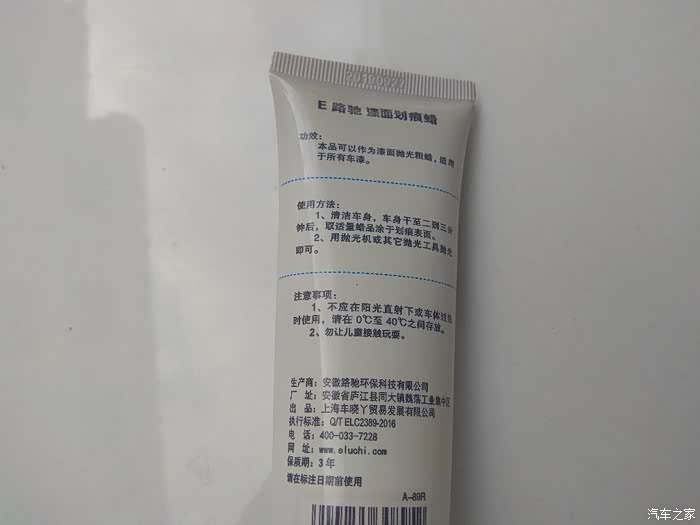 E 路驰 漆面划痕蜡
功效：
本品可以作为漆面抛光粗蜡，适用
于所有车漆。
使用方法：
1、清洁车身，车身干至二到三分
钟后，取适量蜡品涂于划痕表面。
2、用抛光机或其它抛光工具抛光
即可。
注意事项：
1、不应在阳光直射下或车体过热
时使用，请在0℃至 40℃之间存放。
2、勿让儿童接触玩耍。
生产商：安徽路驰环保科技有限公司
厂 址：安徽省庐江县同大镇魏荡工业集中区
出 品：上海车晓丫贸易发展有限公司
执行标准：Q/TELC2389-2016
电 话：400-033-7228
网 址：www.eluchi.com
保质期：3年
请在标注日期前使用
A-89R
汽车之家